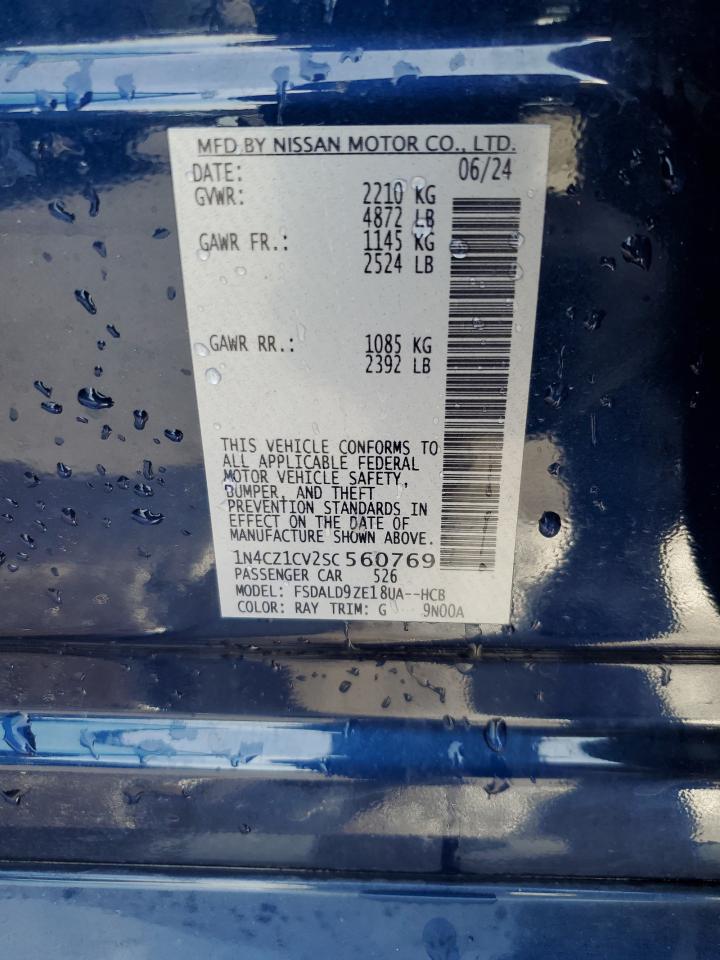 MFD BY NISSAN MOTOR CO., LTD.
DATE: 06/24
GVWR: 2210 KG
4872 LB
GAWR FR.: 1145 KG
2524 LB
GAWR RR.: 1085 KG
2392 LB
THIS VEHICLE CONFORMS TO
ALL APPLICABLE FEDERAL
MOTOR VEHICLE SAFETY,
BUMPER, AND THEFT
PREVENTION STANDARDS IN
EFFECT ON THE DATE OF
MANUFACTURE SHOWN ABOVE.
1N4CZ1CV2SC560769
PASSENGER CAR 526
MODEL: FSDALD9ZE18UA--HCB
COLOR: RAY TRIM: G 9N00A